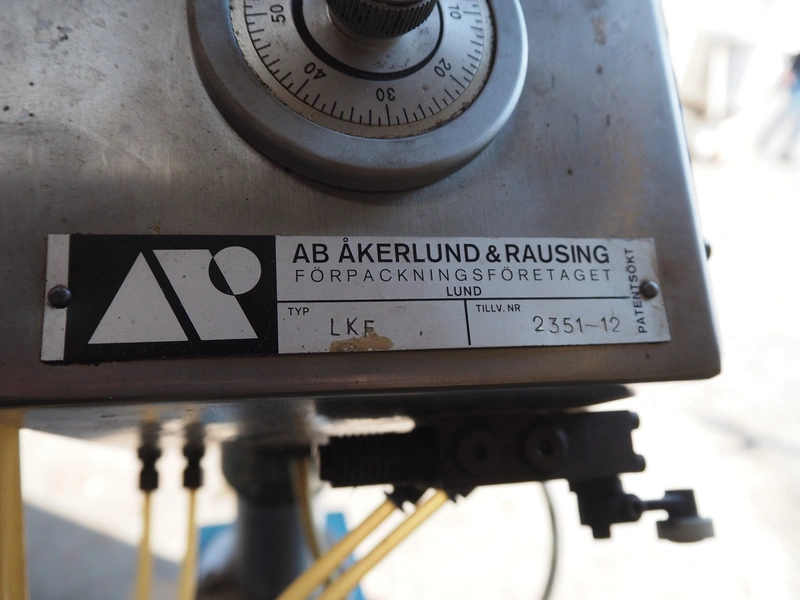 50
40
30
20
10
AB ÅKERLUND & RAUSING
FÖRPACKNINGSFÖRETAGET
LUND
TYP
LKF
TILLV. NR
2351-12
PATENTSÖKT